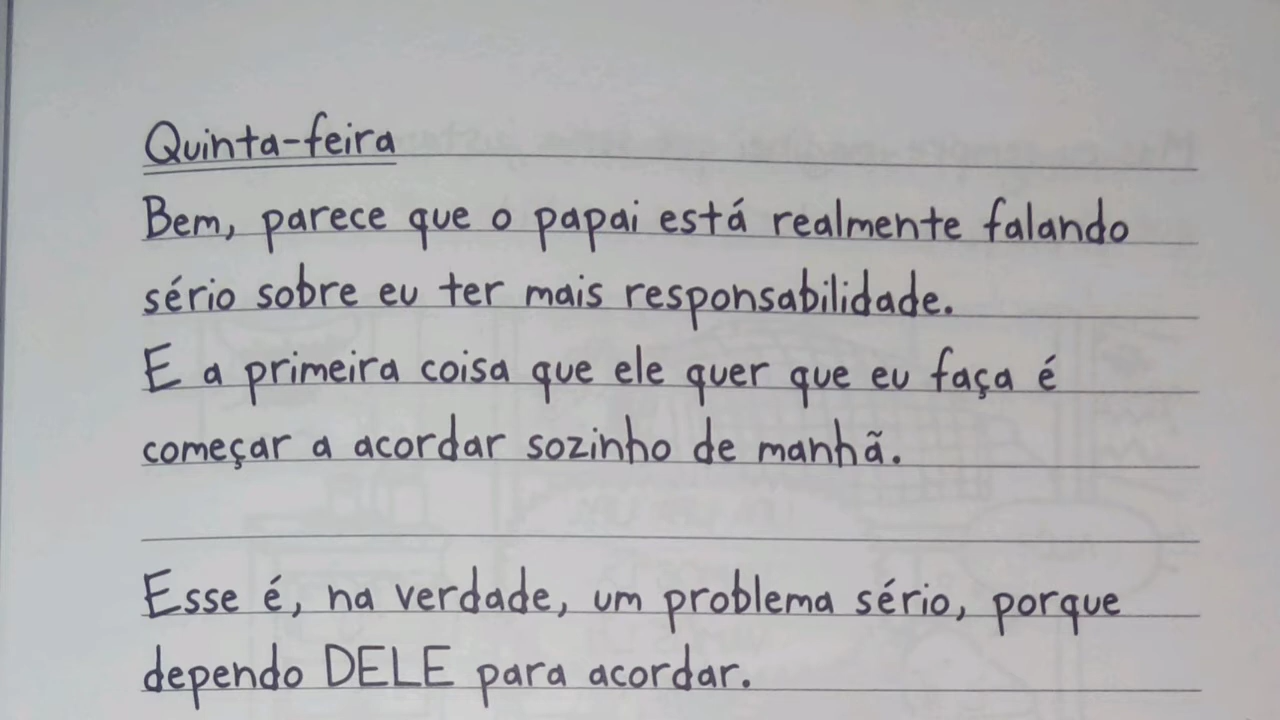 Quinta-feira
Bem, parece que o papai está realmente falando
sério sobre eu ter mais responsabilidade.
E a primeira coisa que ele quer que eu faça é
começar a acordar sozinho de manhã.
Esse é, na verdade, um problema sério, porque
dependo DELE para acordar.